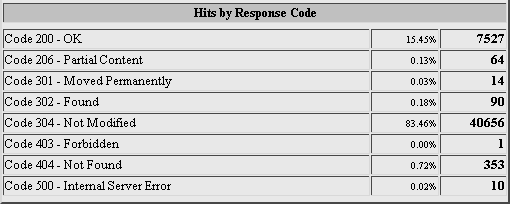 Hits by Response Code
Code 200 - OK 15.45% 7527
Code 206 - Partial Content 0.13% 64
Code 301 - Moved Permanently 0.03% 14
Code 302 - Found 0.18% 90
Code 304 - Not Modified 83.46% 40656
Code 403 - Forbidden 0.00% 1
Code 404 - Not Found 0.72% 353
Code 500 - Internal Server Error 0.02% 10